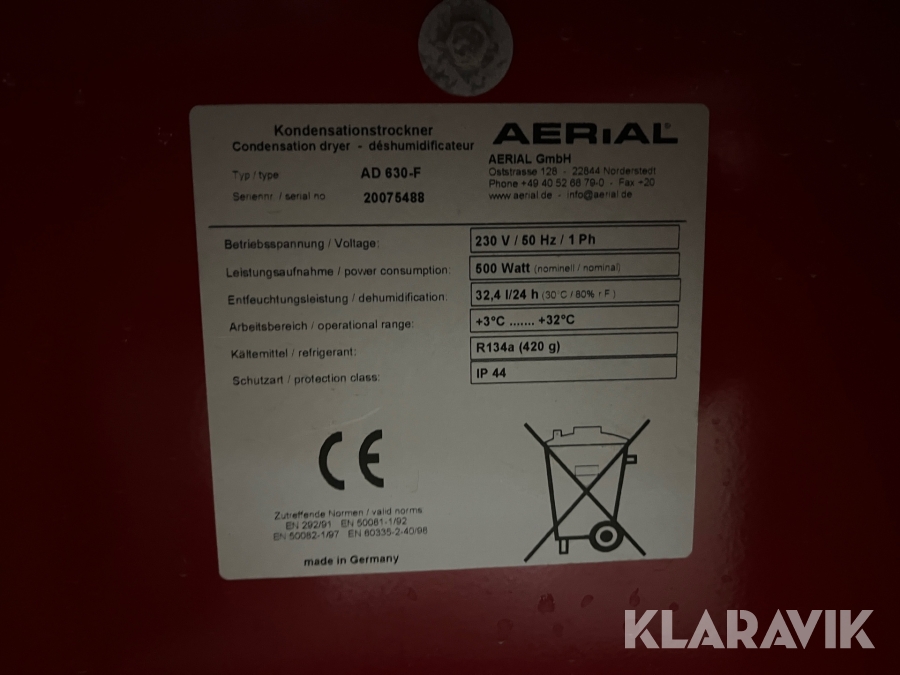 Kondensationstrockner
Condensation dryer - déshumidificateur
AERiAL®
AERIAL GmbH
Oststrasse 128 - 22844 Norderstedt
Phone +49 40 52 68 79-0 - Fax +20
www.aerial.de - info@aerial.de
Typ / type AD 630-F
Seriennr. / serial no. 20075488
Betriebsspannung / Voltage: 230 V / 50 Hz / 1 Ph
Leistungsaufnahme / power consumption: 500 Watt (nominell / nominal)
Entfeuchtungsleistung / dehumidification: 32,4 l/24 h (30°C / 80% r.F.)
Arbeitsbereich / operational range: +3°C ....... +32°C
Kältemittel / refrigerant: R134a (420 g)
Schutzart / protection class: IP 44
CE
Zutreffende Normen / valid norms
EN 292/91 EN 50081-1/92
EN 50082-1/97 EN 60335-2-40/98
made in Germany
KLARAVIK